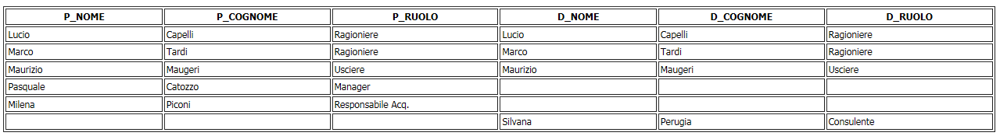 P_NOME P_COGNOME P_RUOLO D_NOME D_COGNOME D_RUOLO
Lucio Capelli Ragioniere Lucio Capelli Ragioniere
Marco Tardi Ragioniere Marco Tardi Ragioniere
Maurizio Maugeri Usciere Maurizio Maugeri Usciere
Pasquale Catozzo Manager
Milena Piconi Responsabile Acq.
Silvana Perugia Consulente